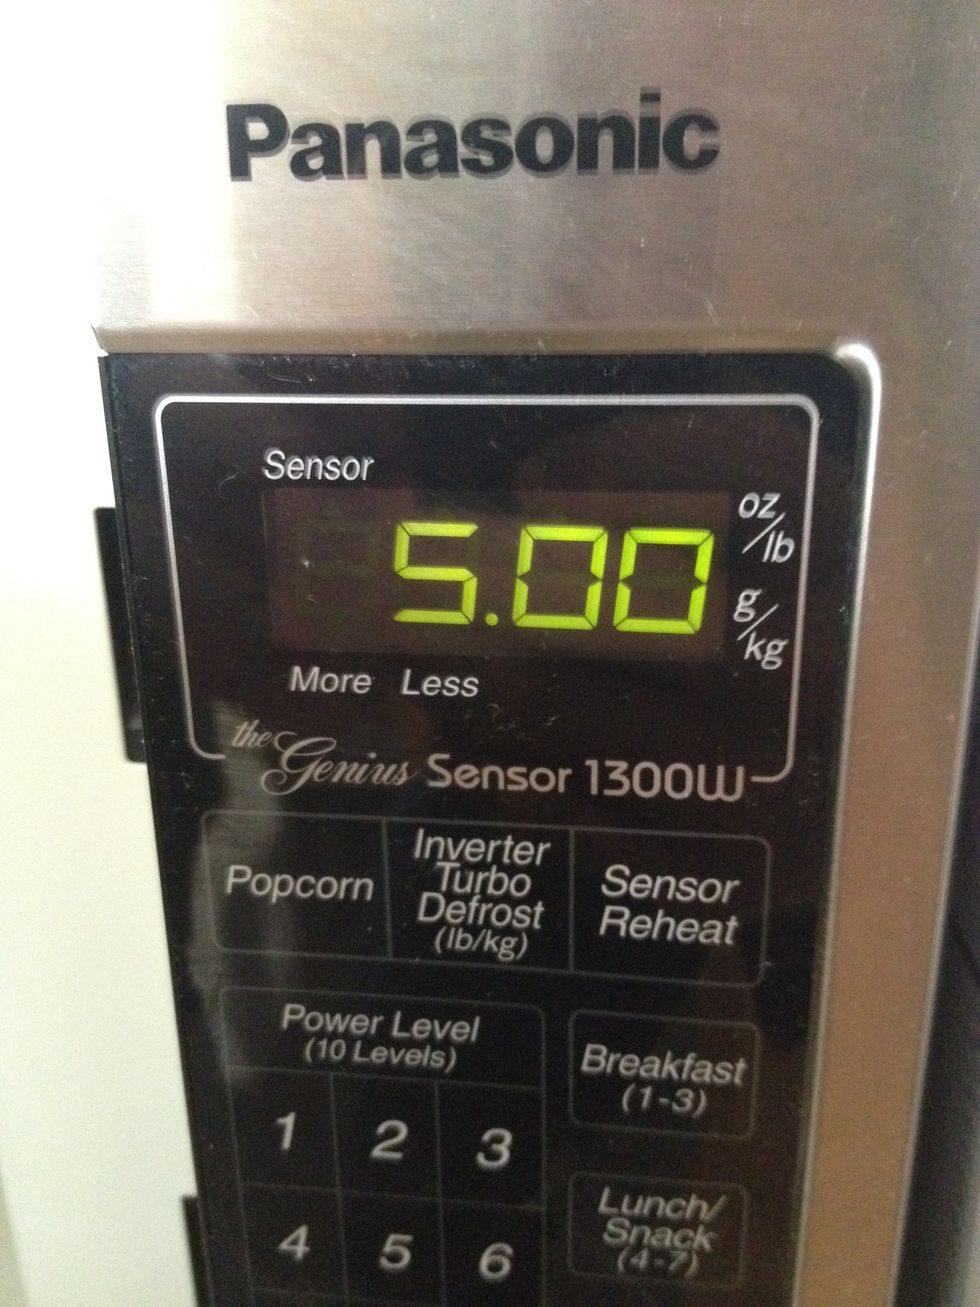 Panasonic
Sensor
5.00
oz/lb
g/kg
More Less
the Genius Sensor 1300W
Popcorn
Inverter
Turbo
Defrost
(lb/kg)
Sensor
Reheat
Power Level
(10 Levels)
Breakfast
(1-3)
1 2 3
Lunch/
Snack
(4-7)
4 5 6